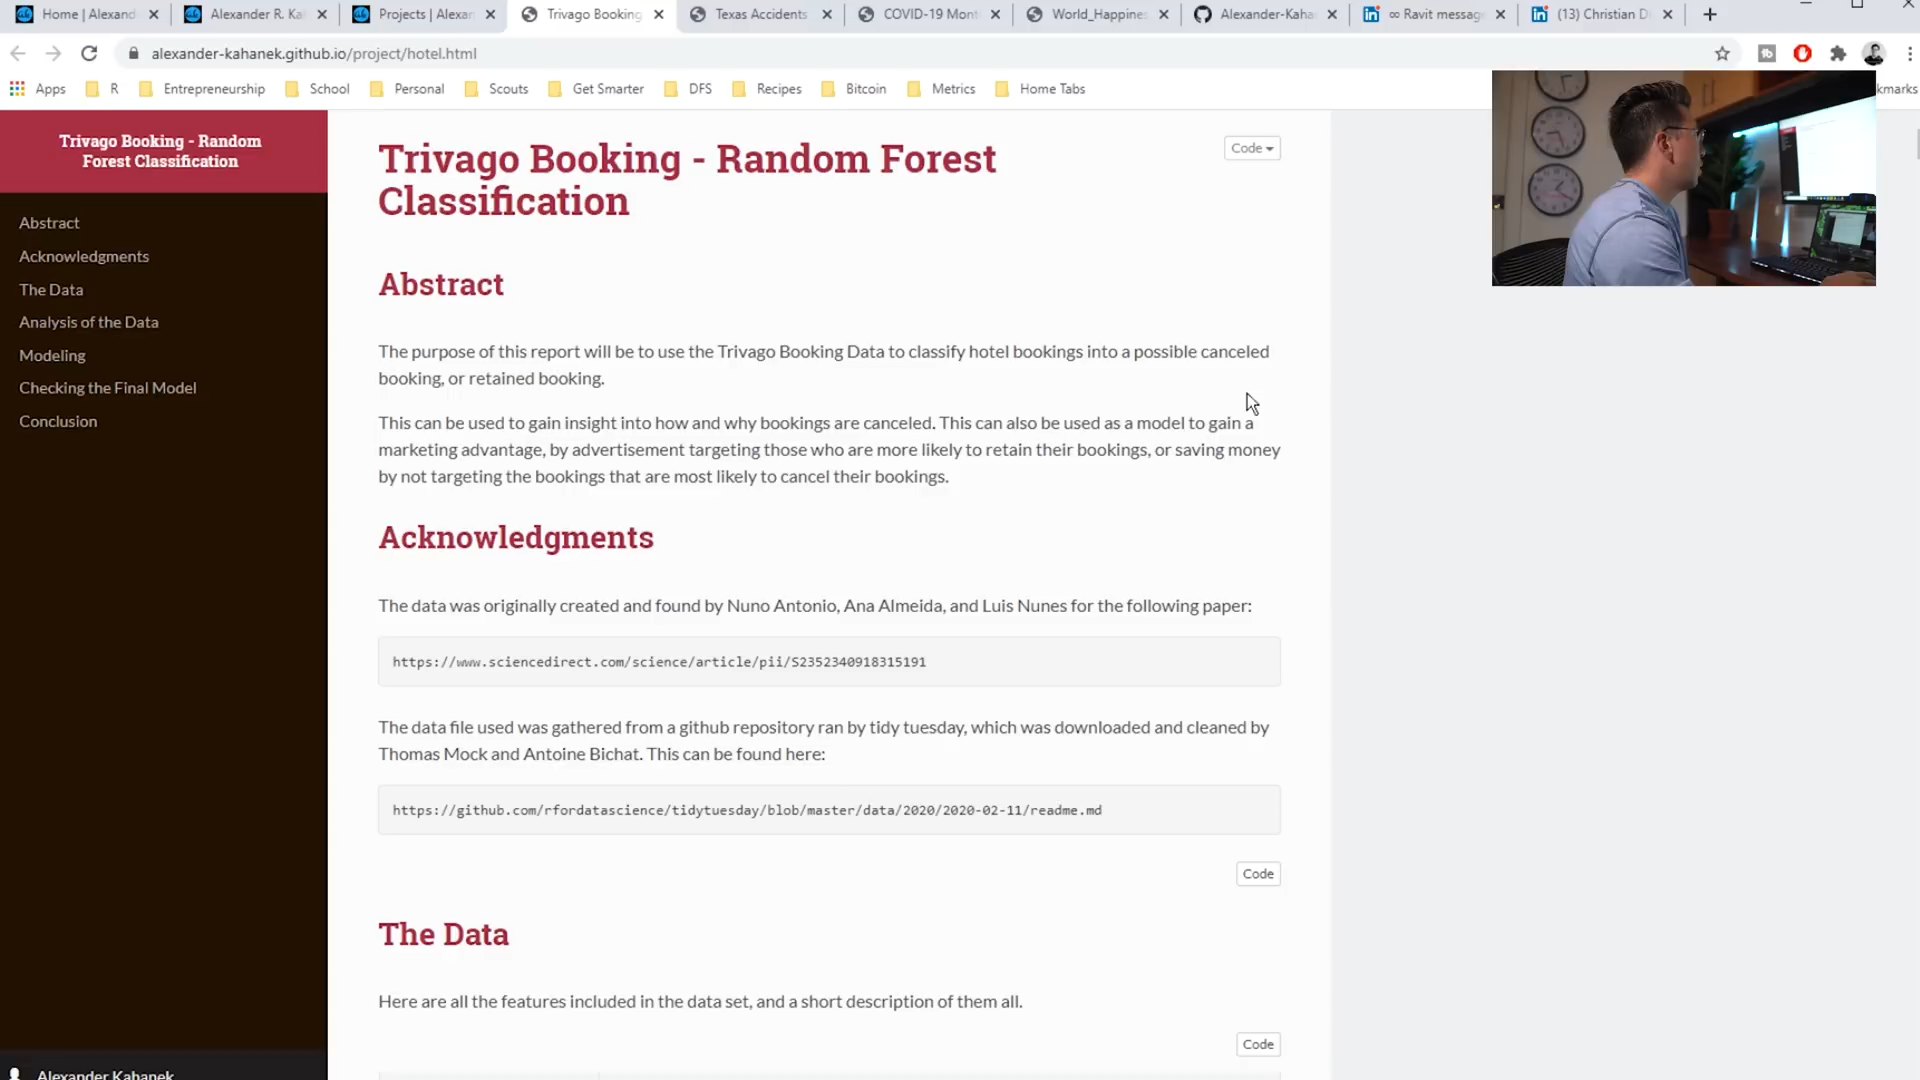 Home | Alexand
Alexander R. Ka
Projects | Alexar
Trivago Booking
Texas Accidents
COVID-19 Mon
World_Happine
Alexander-Kaha
∞ Ravit messag
(13) Christian D
alexander-kahanek.github.io/project/hotel.html
Apps
R
Entrepreneurship
School
Personal
Scouts
Get Smarter
DFS
Recipes
Bitcoin
Metrics
Home Tabs
kmarks
Trivago Booking - Random
Forest Classification
Abstract
Acknowledgments
The Data
Analysis of the Data
Modeling
Checking the Final Model
Conclusion
Alexander Kahanek
Trivago Booking - Random Forest
Classification
Code
Abstract
The purpose of this report will be to use the Trivago Booking Data to classify hotel bookings into a possible canceled
booking, or retained booking.
This can be used to gain insight into how and why bookings are canceled. This can also be used as a model to gain a
marketing advantage, by advertisement targeting those who are more likely to retain their bookings, or saving money
by not targeting the bookings that are most likely to cancel their bookings.
Acknowledgments
The data was originally created and found by Nuno Antonio, Ana Almeida, and Luis Nunes for the following paper:
https://www.sciencedirect.com/science/article/pii/S2352340918315191
The data file used was gathered from a github repository ran by tidy tuesday, which was downloaded and cleaned by
Thomas Mock and Antoine Bichat. This can be found here:
https://github.com/rfordatascience/tidytuesday/blob/master/data/2020/2020-02-11/readme.md
Code
The Data
Here are all the features included in the data set, and a short description of them all.
Code